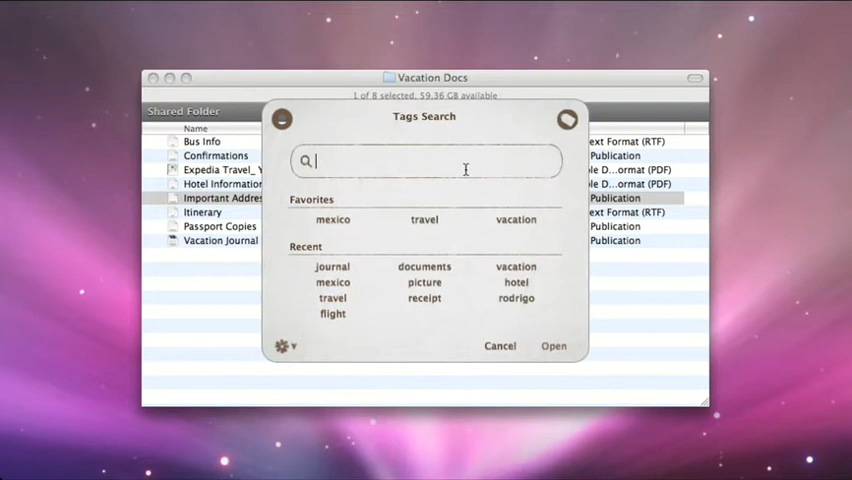 Vacation Docs
1 of 8 selected, 59.36 GB available
Shared Folder
Tags Search
Name
Bus Info
ext Format (RTF)
Confirmations
Publication
Expedia Travel_
le D...ormat (PDF)
Hotel Information
le D...ormat (PDF)
Important Addres
Publication
Itinerary
ext Format (RTF)
Passport Copies
Publication
Vacation Journal
Publication
Favorites
mexico travel vacation
Recent
journal documents vacation
mexico picture hotel
travel receipt rodrigo
flight
Cancel Open